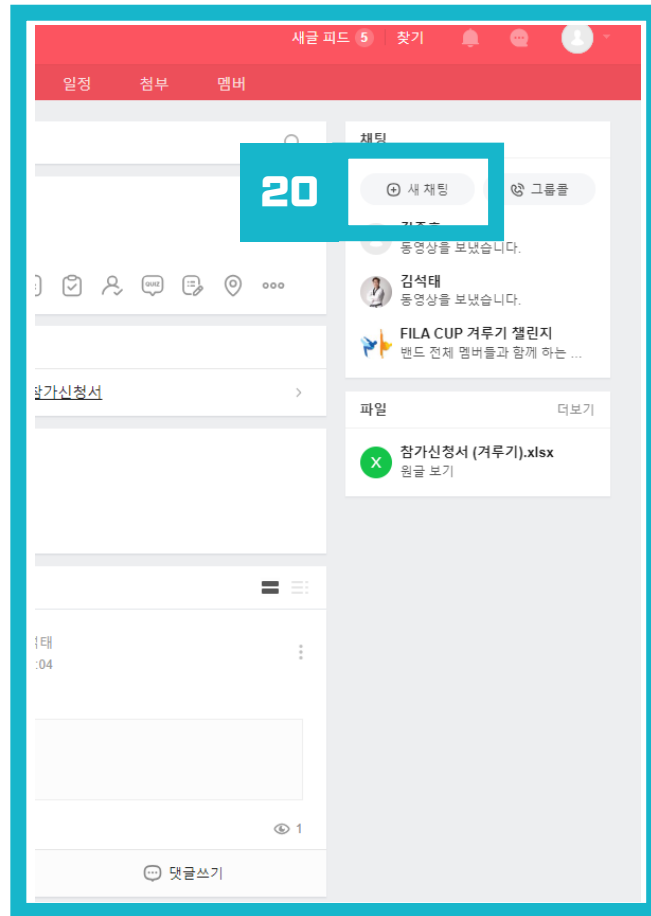 새글 피드 5 찾기
일정 첨부 멤버
채팅
20
새 채팅 그룹콜
동영상을 보냈습니다.
QUIZ
김석태
동영상을 보냈습니다.
FILA CUP 겨루기 챌린지
밴드 전체 멤버들과 함께 하는 ...
참가신청서
파일 더보기
X
참가신청서 (겨루기).xlsx
원글 보기
석태
:04
1
댓글쓰기